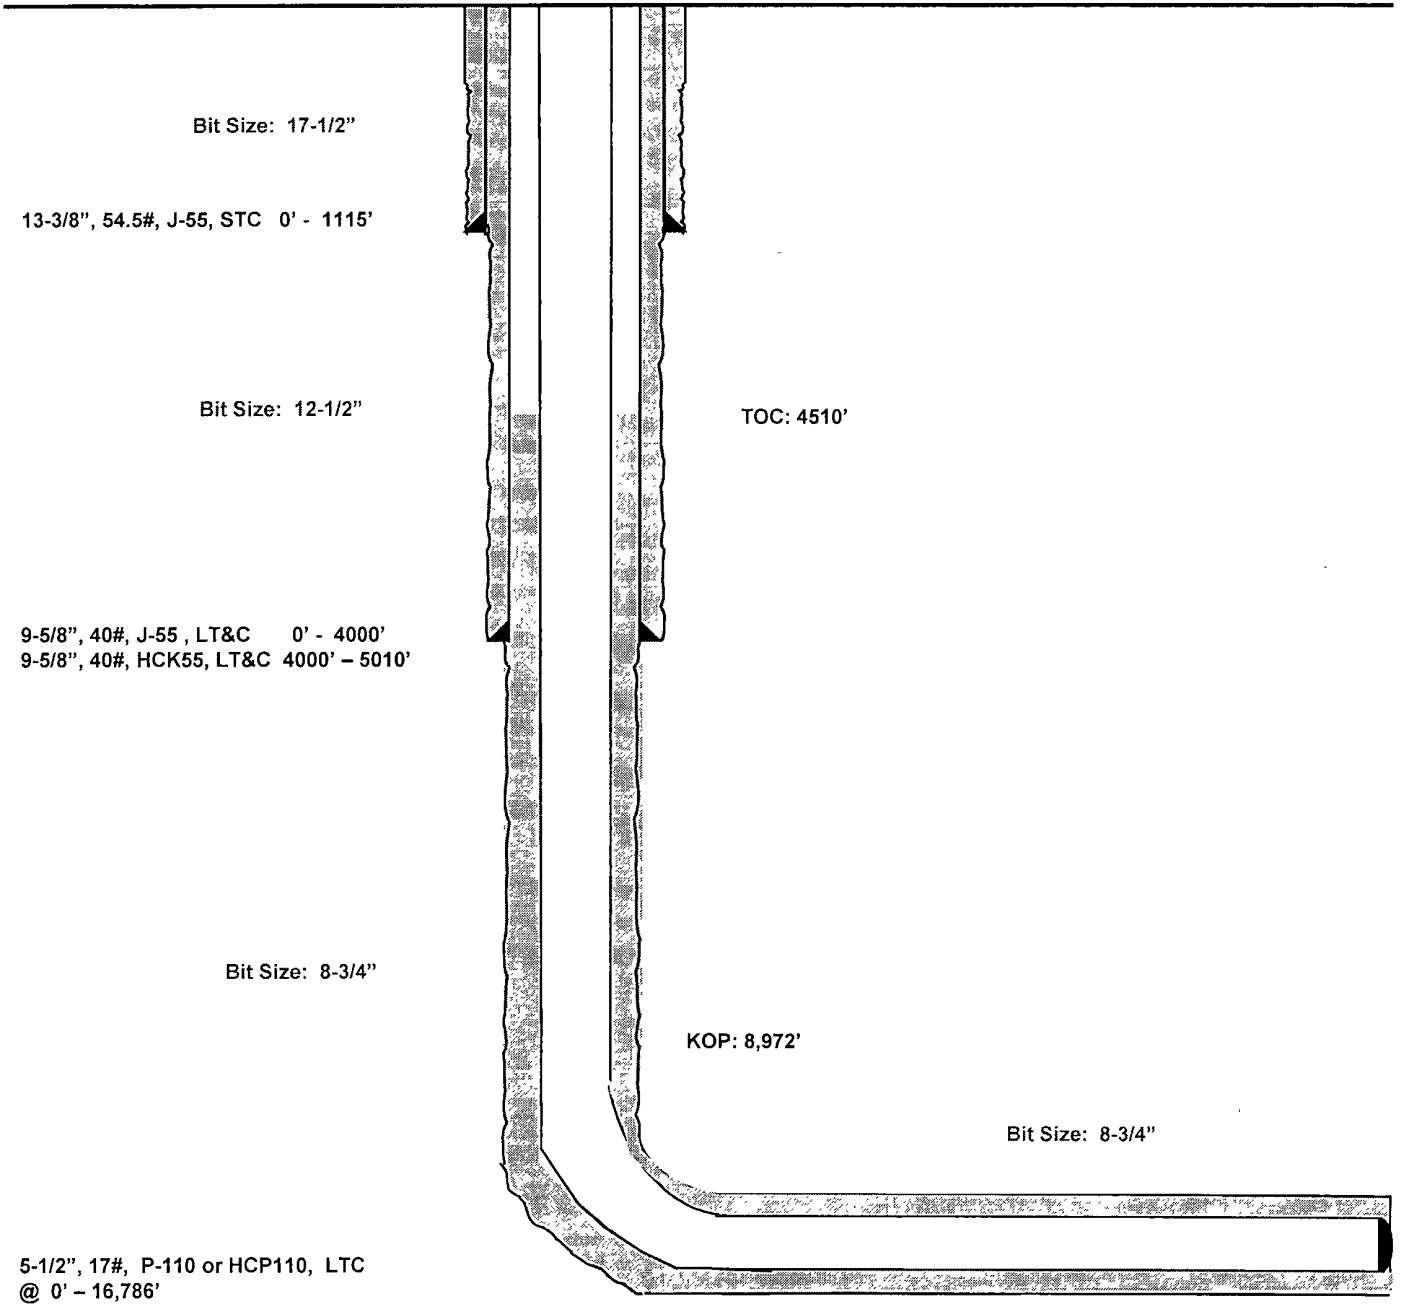 Bit Size: 17-1/2”
13-3/8”, 54.5#, J-55, STC 0’ - 1115’
Bit Size: 12-1/2”
TOC: 4510’
9-5/8”, 40#, J-55 , LT&C 0’ - 4000’
9-5/8”, 40#, HCK55, LT&C 4000’ – 5010’
Bit Size: 8-3/4”
KOP: 8,972’
Bit Size: 8-3/4”
5-1/2”, 17#, P-110 or HCP110, LTC
@ 0’ – 16,786’